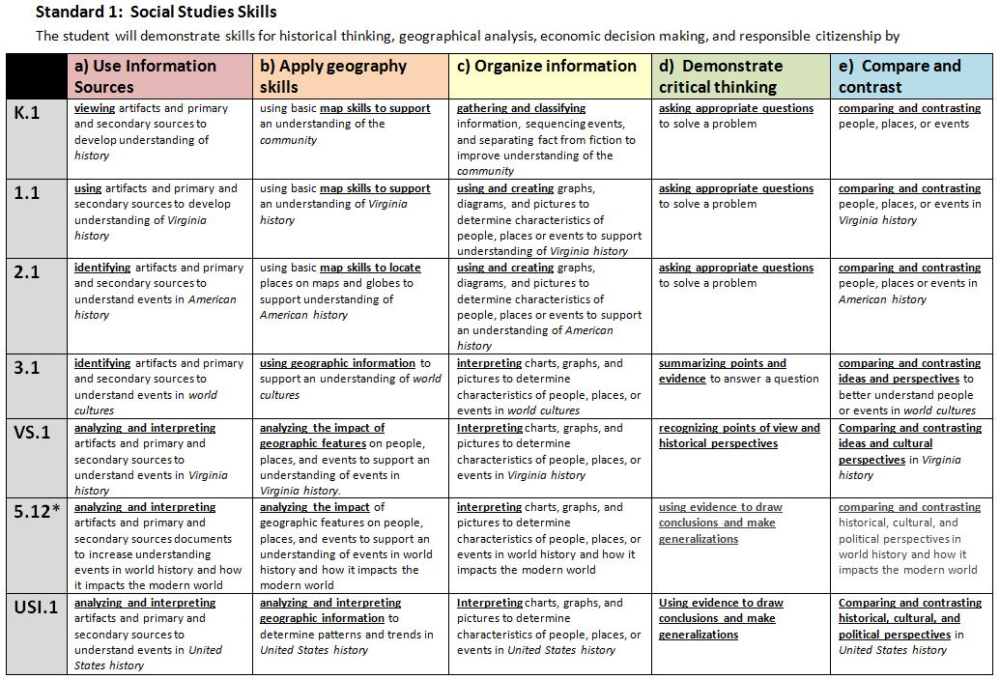 Standard 1:  Social Studies Skills
The student will demonstrate skills for historical thinking, geographical analysis, economic decision making, and responsible citizenship by
a) Use Information
Sources
b) Apply geography
skills
c) Organize information
d) Demonstrate
critical thinking
e) Compare and
contrast
K.1
viewing artifacts and primary
and secondary sources to
develop understanding of
history
using basic map skills to support
an understanding of the
community
gathering and classifying
information, sequencing events,
and separating fact from fiction to
improve understanding of the
community
asking appropriate questions
to solve a problem
comparing and contrasting
people, places, or events
1.1
using artifacts and primary and
secondary sources to develop
understanding of Virginia
history
using basic map skills to support
an understanding of Virginia
history
using and creating graphs,
diagrams, and pictures to
determine characteristics of
people, places or events to support
understanding of Virginia history
asking appropriate questions
to solve a problem
comparing and contrasting
people, places, or events in
Virginia history
2.1
identifying artifacts and primary
and secondary sources to
understand events in American
history
using basic map skills to locate
places on maps and globes to
support understanding of
American history
using and creating graphs,
diagrams, and pictures to
determine characteristics of
people, places or events to support
an understanding of American
history
asking appropriate questions
to solve a problem
comparing and contrasting
people, places or events in
American history
3.1
identifying artifacts and primary
and secondary sources to
understand events in world
cultures
using geographic information to
support an understanding of world
cultures
interpreting charts, graphs, and
pictures to determine
characteristics of people, places, or
events in world cultures
summarizing points and
evidence to answer a question
comparing and contrasting
ideas and perspectives to
better understand people
or events in world cultures
VS.1
analyzing and interpreting
artifacts and primary and
secondary sources to
understand events in Virginia
history
analyzing the impact of
geographic features on people,
places, and events to support an
understanding of events in
Virginia history.
Interpreting charts, graphs, and
pictures to determine
characteristics of people, places, or
events in Virginia history
recognizing points of view and
historical perspectives
Comparing and contrasting
ideas and cultural
perspectives in Virginia
history
5.12*
analyzing and interpreting
artifacts and primary and
secondary sources documents
to increase understanding
events in world history and how
it impacts the modern world
analyzing the impact of
geographic features on people,
places, and events to support an
understanding of events in world
history and how it impacts the
modern world
interpreting charts, graphs, and
pictures to determine
characteristics of people, places, or
events in world history and how it
impacts the modern world
using evidence to draw
conclusions and make
generalizations
comparing and contrasting
historical, cultural, and
political perspectives in
world history and how it
impacts the modern world
USI.1
analyzing and interpreting
artifacts and primary and
secondary sources to
understand events in United
States history
analyzing and interpreting
geographic information to
determine patterns and trends in
United States history
Interpreting charts, graphs, and
pictures to determine
characteristics of people, places, or
events in United States history
Using evidence to draw
conclusions and make
generalizations
Comparing and contrasting
historical, cultural, and
political perspectives in
United States history